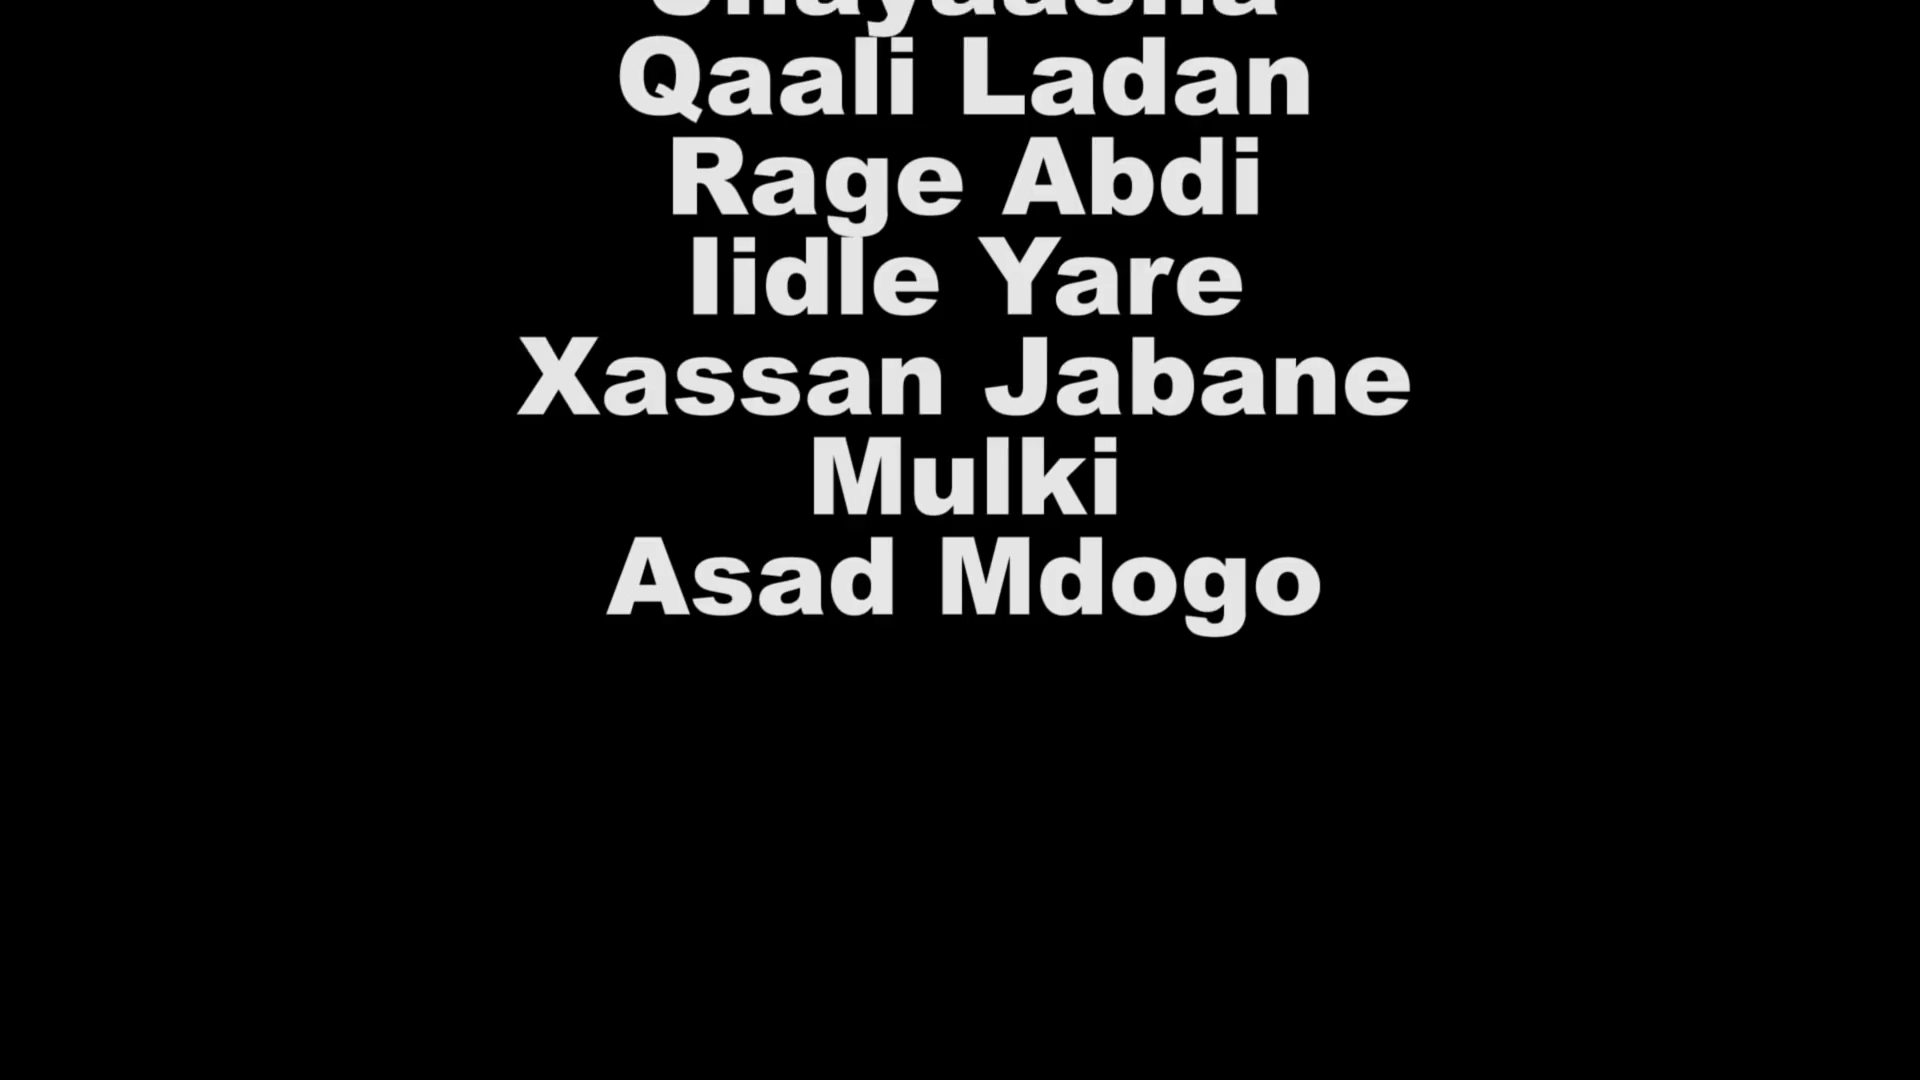 Qaali Ladan
Rage Abdi
Iidle Yare
Xassan Jabane
Mulki
Asad Mdogo